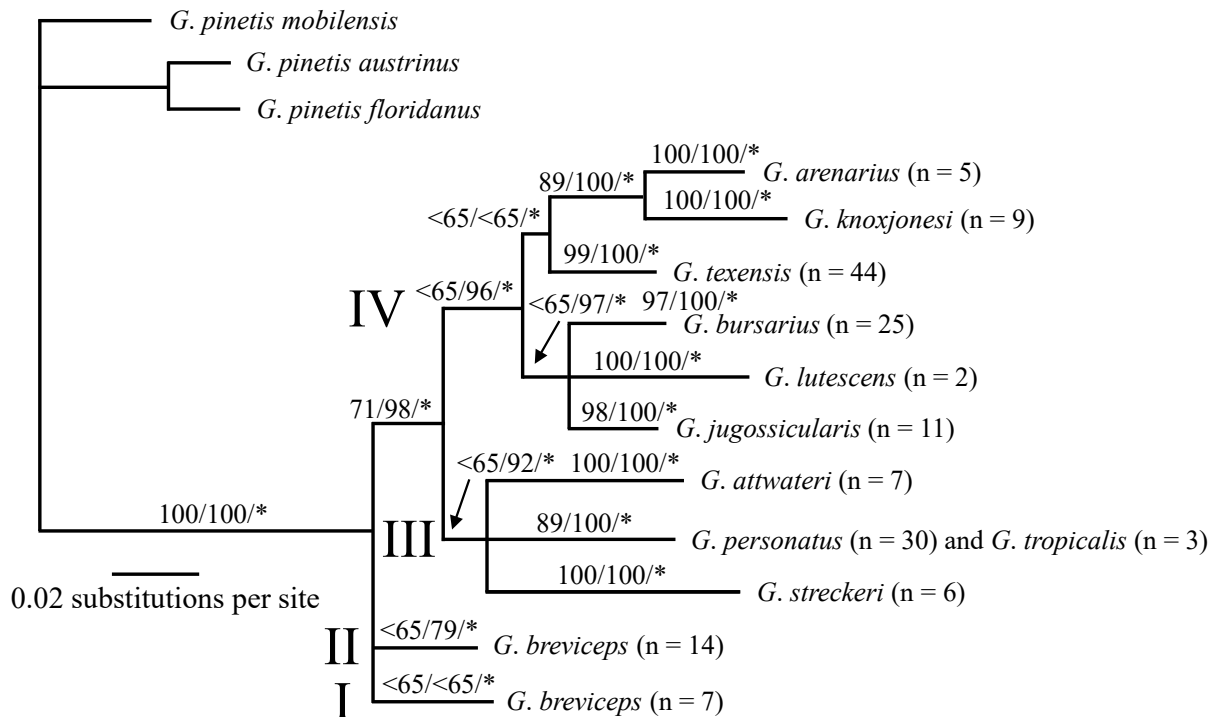 G. pinetis mobilensis
G. pinetis austrinus
G. pinetis floridanus
100/100/*
G. arenarius (n = 5)
89/100/*
100/100/*
G. knoxjonesi (n = 9)
<65/<65/*
99/100/*
G. texensis (n = 44)
IV
<65/96/*
<65/97/*
97/100/*
G. bursarius (n = 25)
100/100/*
G. lutescens (n = 2)
71/98/*
98/100/*
G. jugossicularis (n = 11)
<65/92/*
100/100/*
G. attwateri (n = 7)
100/100/*
III
89/100/*
G. personatus (n = 30) and G. tropicalis (n = 3)
0.02 substitutions per site
100/100/*
G. streckeri (n = 6)
II
<65/79/*
G. breviceps (n = 14)
I
<65/<65/*
G. breviceps (n = 7)